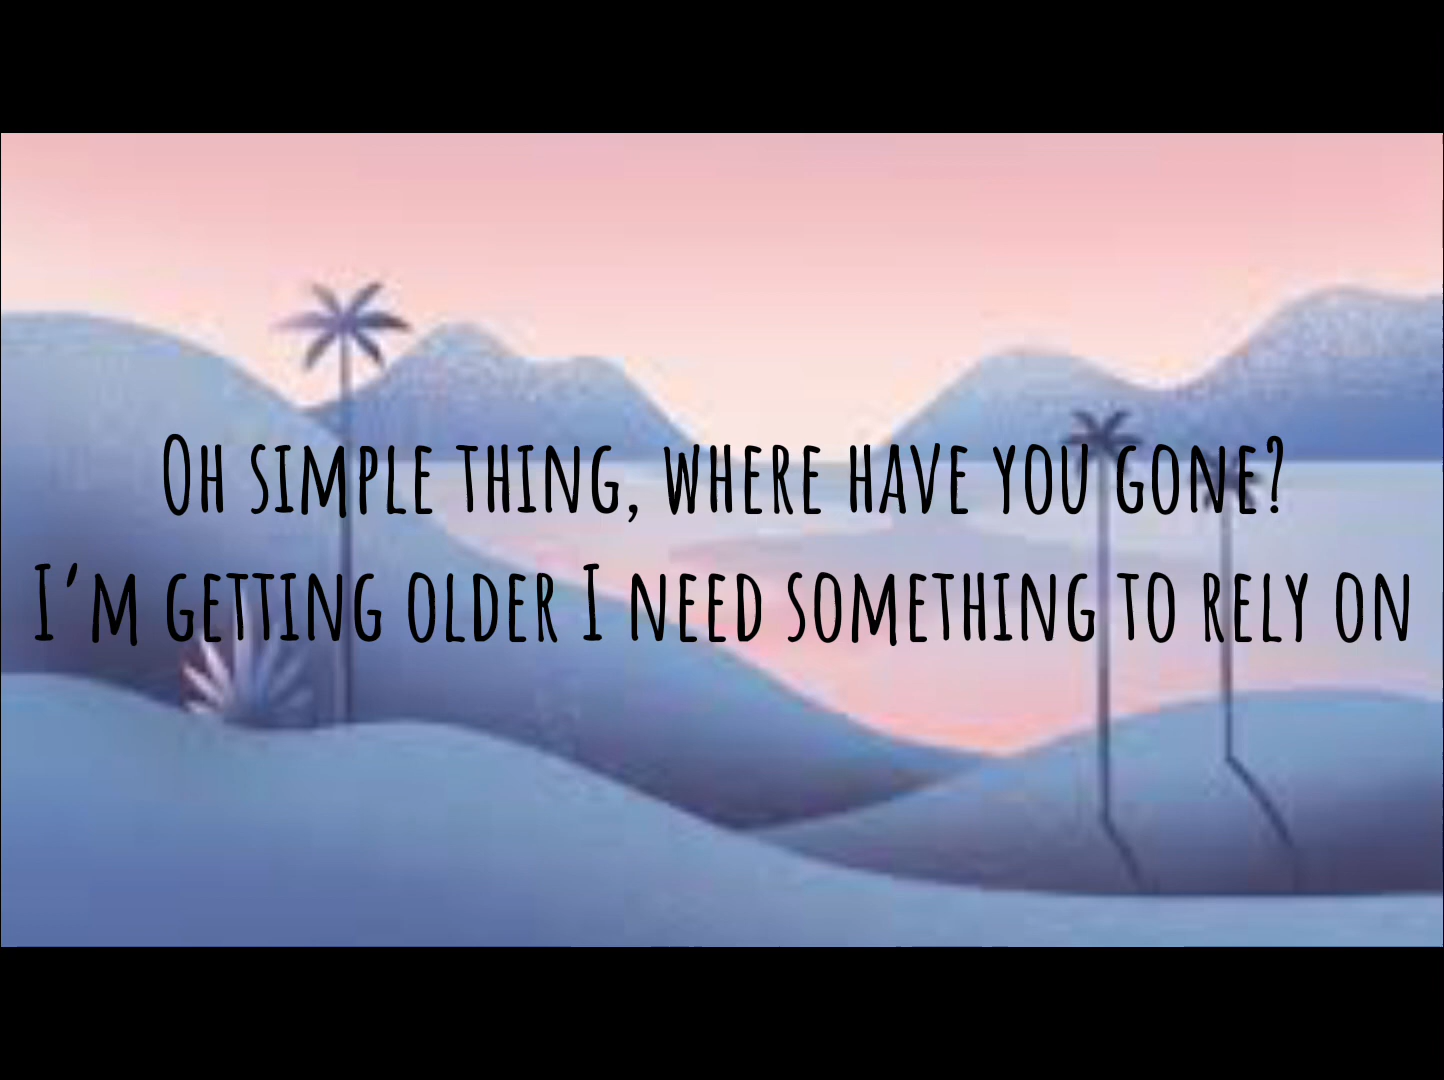 Oh simple thing, where have you gone?
I'm getting older I need something to rely on